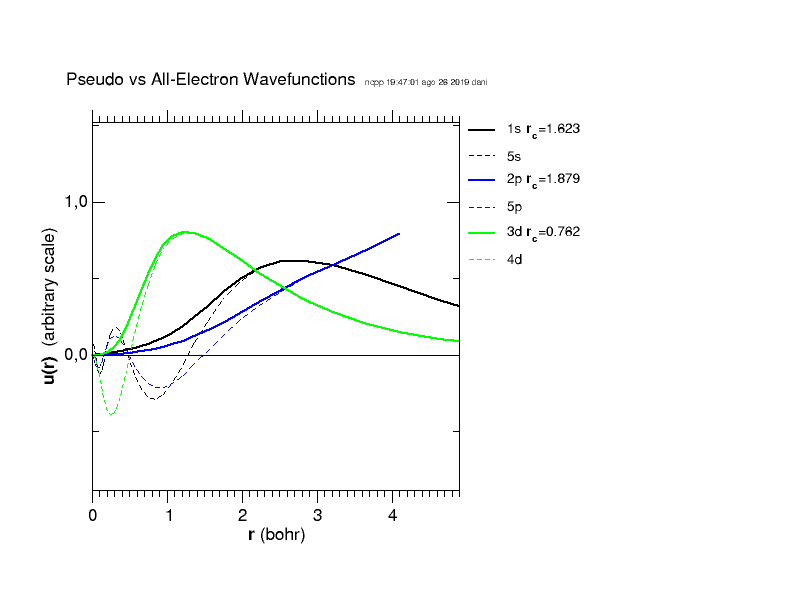 Pseudo vs All-Electron Wavefunctions ncpp 19:47:01 ago 26 2019 dani
1s rc=1.623
5s
2p rc=1.879
5p
3d rc=0.762
4d
1,0
0,0
u(r) (arbitrary scale)
0 1 2 3 4
r (bohr)